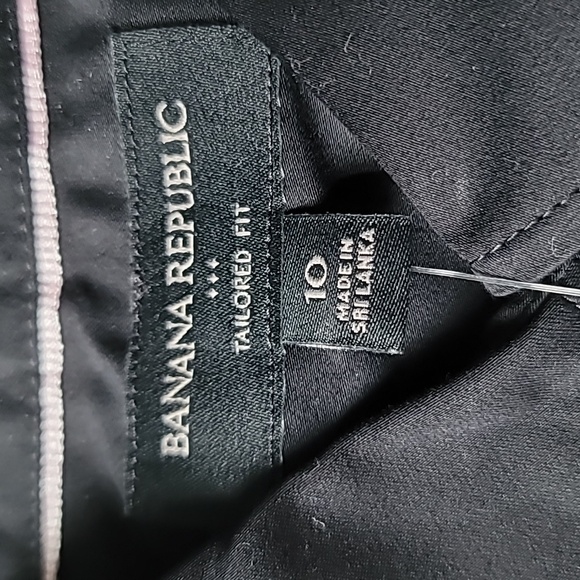 BANANA REPUBLIC
TAILORED FIT
10
MADE IN
SRI LANKA